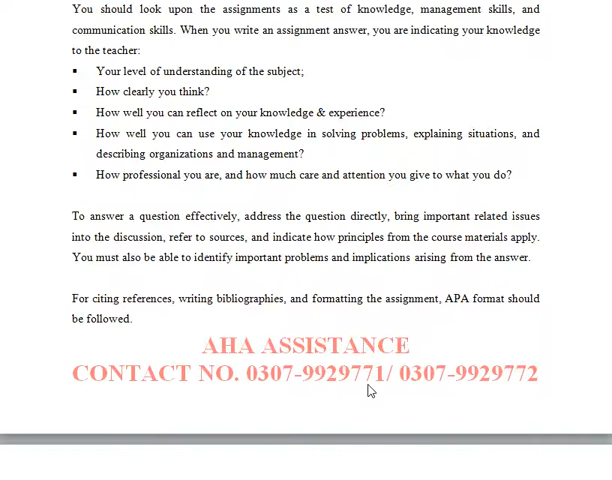 You should look upon the assignments as a test of knowledge, management skills, and
communication skills. When you write an assignment answer, you are indicating your knowledge
to the teacher:
▪ Your level of understanding of the subject;
▪ How clearly you think?
▪ How well you can reflect on your knowledge & experience?
▪ How well you can use your knowledge in solving problems, explaining situations, and
describing organizations and management?
▪ How professional you are, and how much care and attention you give to what you do?
To answer a question effectively, address the question directly, bring important related issues
into the discussion, refer to sources, and indicate how principles from the course materials apply.
You must also be able to identify important problems and implications arising from the answer.
For citing references, writing bibliographies, and formatting the assignment, APA format should
be followed.
AHA ASSISTANCE
CONTACT NO. 0307-9929771/ 0307-9929772